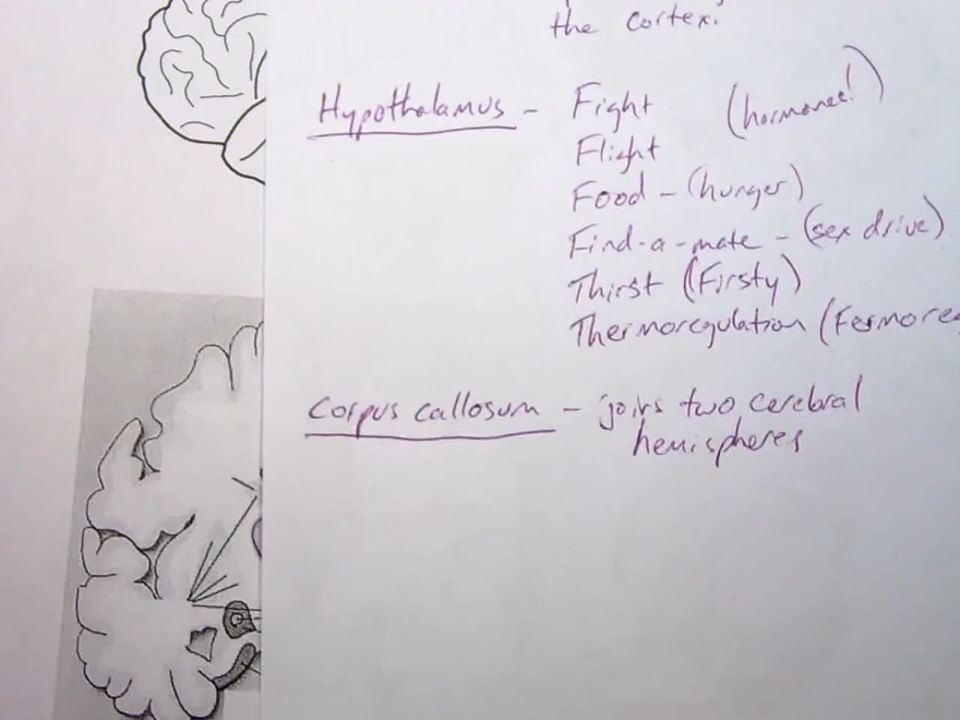 the cortex.
Hypothalamus - Fight (hormones!)
Flight
Food - (hunger)
Find-a-mate - (sex drive)
Thirst (Firsty)
Thermoregulation (Fermoreg
Corpus callosum - joins two cerebral
hemispheres